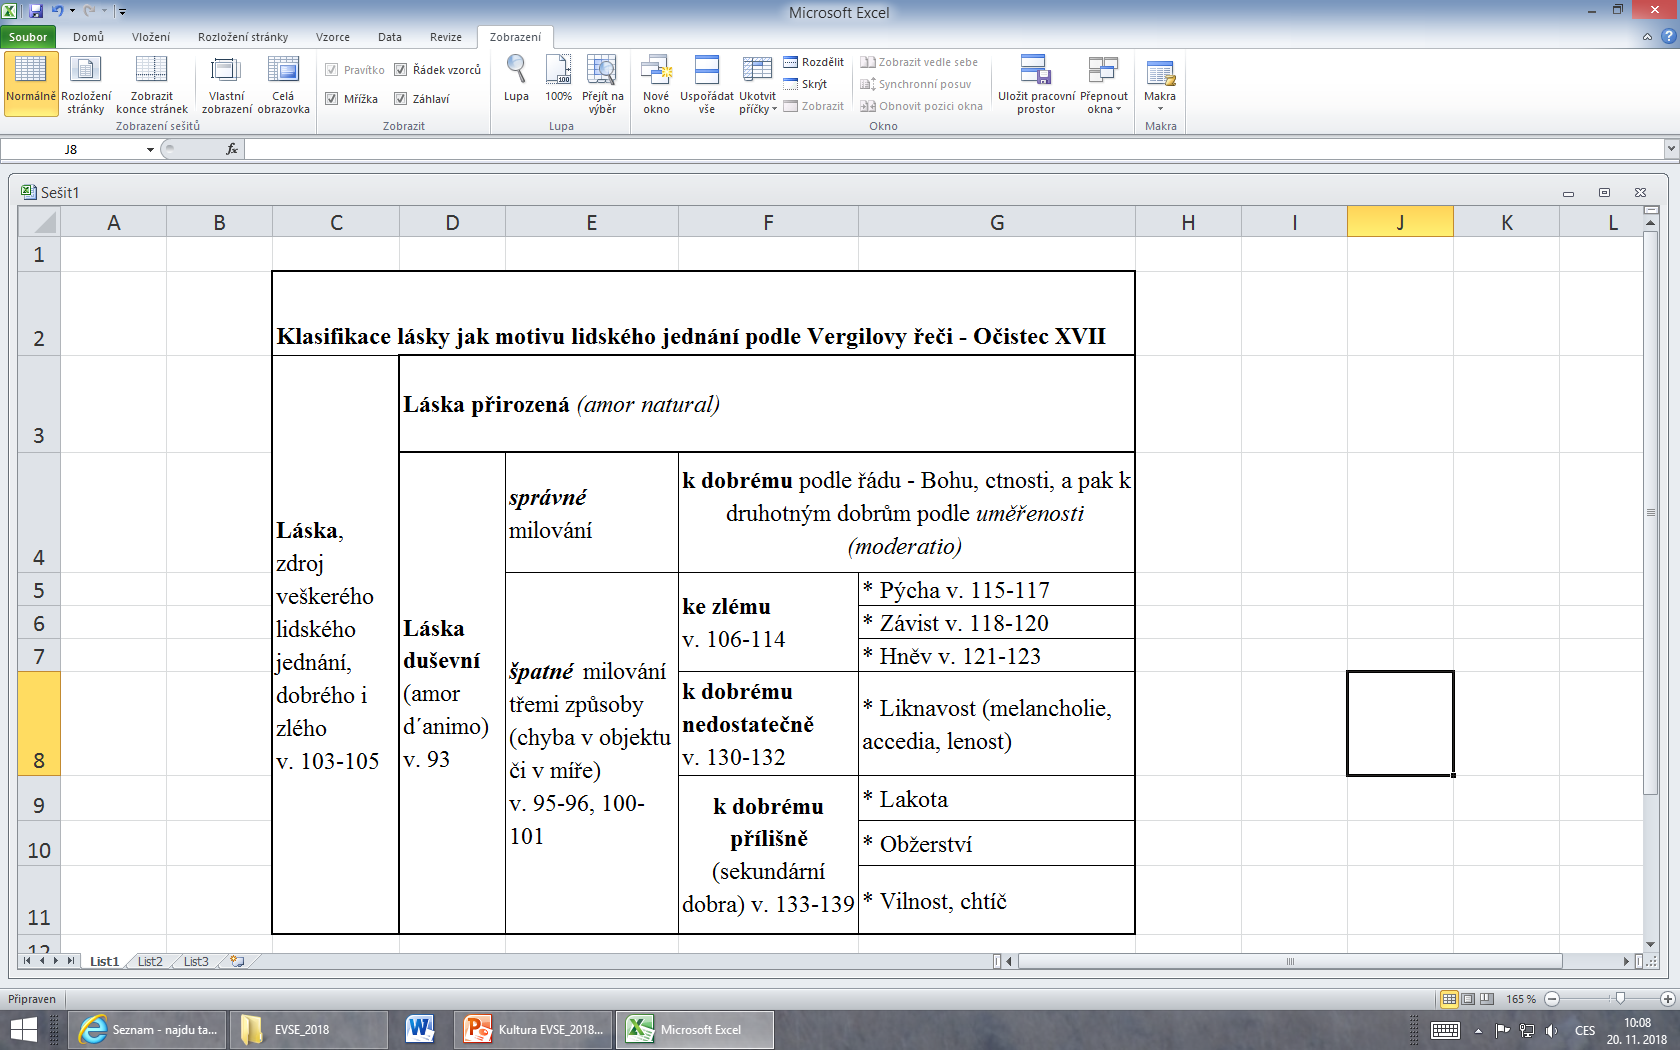 Microsoft Excel
Soubor Domů Vložení Rozložení stránky Vzorce Data Revize Zobrazení
Normálně Rozložení stránky Zobrazit konce stránek Vlastní zobrazení Celá obrazovka
Zobrazení sešitů
Pravítko Řádek vzorců
Mřížka Záhlaví
Zobrazit
Lupa 100% Přejít na výběr
Lupa
Nové okno Uspořádat vše Ukotvit příčky
Rozdělit
Skrýt
Zobrazit
Zobrazit vedle sebe
Synchronní posuv
Obnovit pozici okna
Uložit pracovní prostor Přepnout okna
Okno
Makra
Makra
J8 fx
Sešit1
A B C D E F G H I J K L
1
2
3
4
5
6
7
8
9
10
11
12
Klasifikace lásky jak motivu lidského jednání podle Vergilovy řeči - Očistec XVII
Láska přirozená (amor natural)
Láska,
zdroj
veškerého
lidského
jednání,
dobrého i
zlého
v. 103-105
Láska
duševní
(amor
d´animo)
v. 93
správné
milování
k dobrému podle řádu - Bohu, ctnosti, a pak k
druhotným dobrům podle uměřenosti
(moderatio)
špatné milování
třemi způsoby
(chyba v objektu
či v míře)
v. 95-96, 100-
101
ke zlému
v. 106-114
* Pýcha v. 115-117
* Závist v. 118-120
* Hněv v. 121-123
k dobrému
nedostatečně
v. 130-132
* Liknavost (melancholie,
accedia, lenost)
k dobrému
přílišně
(sekundární
dobra) v. 133-139
* Lakota
* Obžerství
* Vilnost, chtíč
List1 List2 List3
Připraven
165 %
Seznam - najdu ta...
EVSE_2018
Kultura EVSE_2018...
Microsoft Excel
CES
10:08
20. 11. 2018